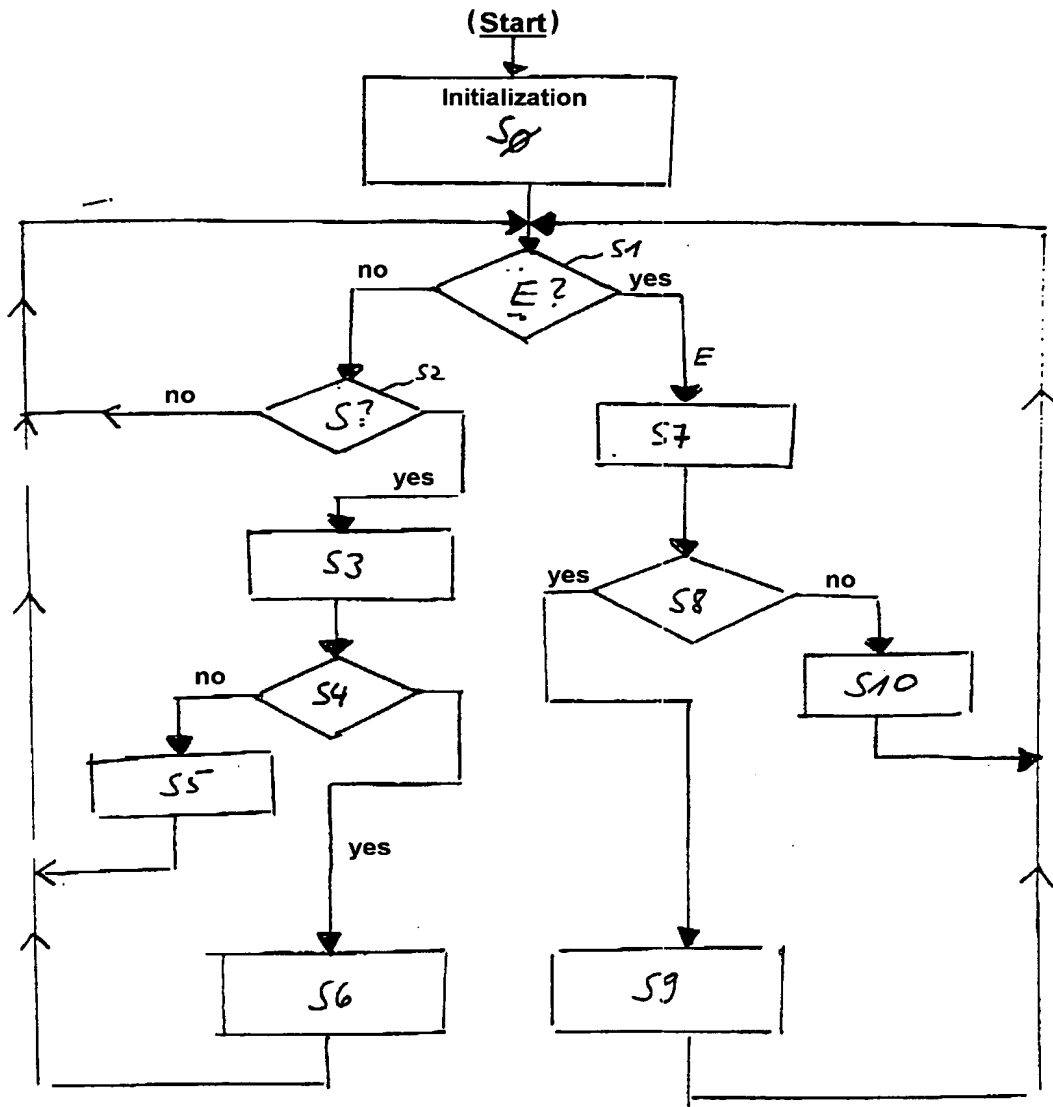 (Start)
Initialization
SØ
S1
no
E?
yes
S2
E
no
S?
S7
yes
S3
yes
S8
no
no
S4
S10
S5
yes
S6
S9